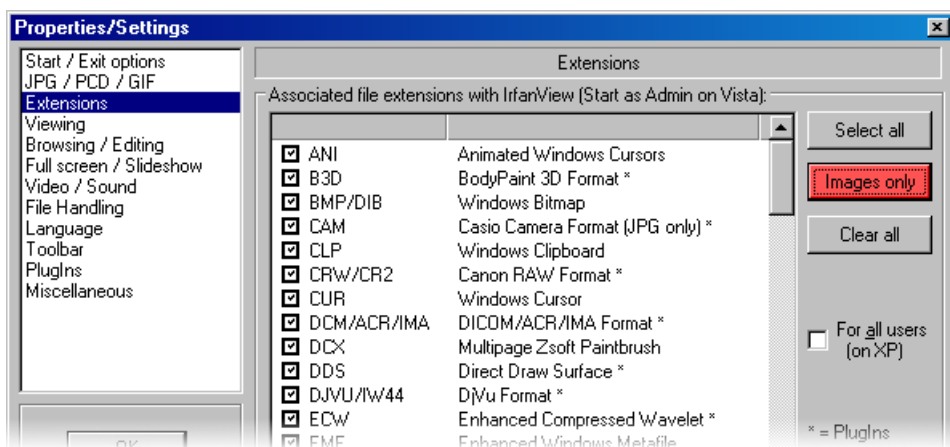 Properties/Settings
Start / Exit options
JPG / PCD / GIF
Extensions
Viewing
Browsing / Editing
Full screen / Slideshow
Video / Sound
File Handling
Language
Toolbar
PlugIns
Miscellaneous
OK
Extensions
Associated file extensions with IrfanView (Start as Admin on Vista):
ANI Animated Windows Cursors
B3D BodyPaint 3D Format *
BMP/DIB Windows Bitmap
CAM Casio Camera Format (JPG only) *
CLP Windows Clipboard
CRW/CR2 Canon RAW Format *
CUR Windows Cursor
DCM/ACR/IMA DICOM/ACR/IMA Format *
DCX Multipage Zsoft Paintbrush
DDS Direct Draw Surface *
DJVU/IW44 DjVu Format *
ECW Enhanced Compressed Wavelet *
EMF Enhanced Windows Metafile
Select all
Images only
Clear all
For all users
(on XP)
* = PlugIns